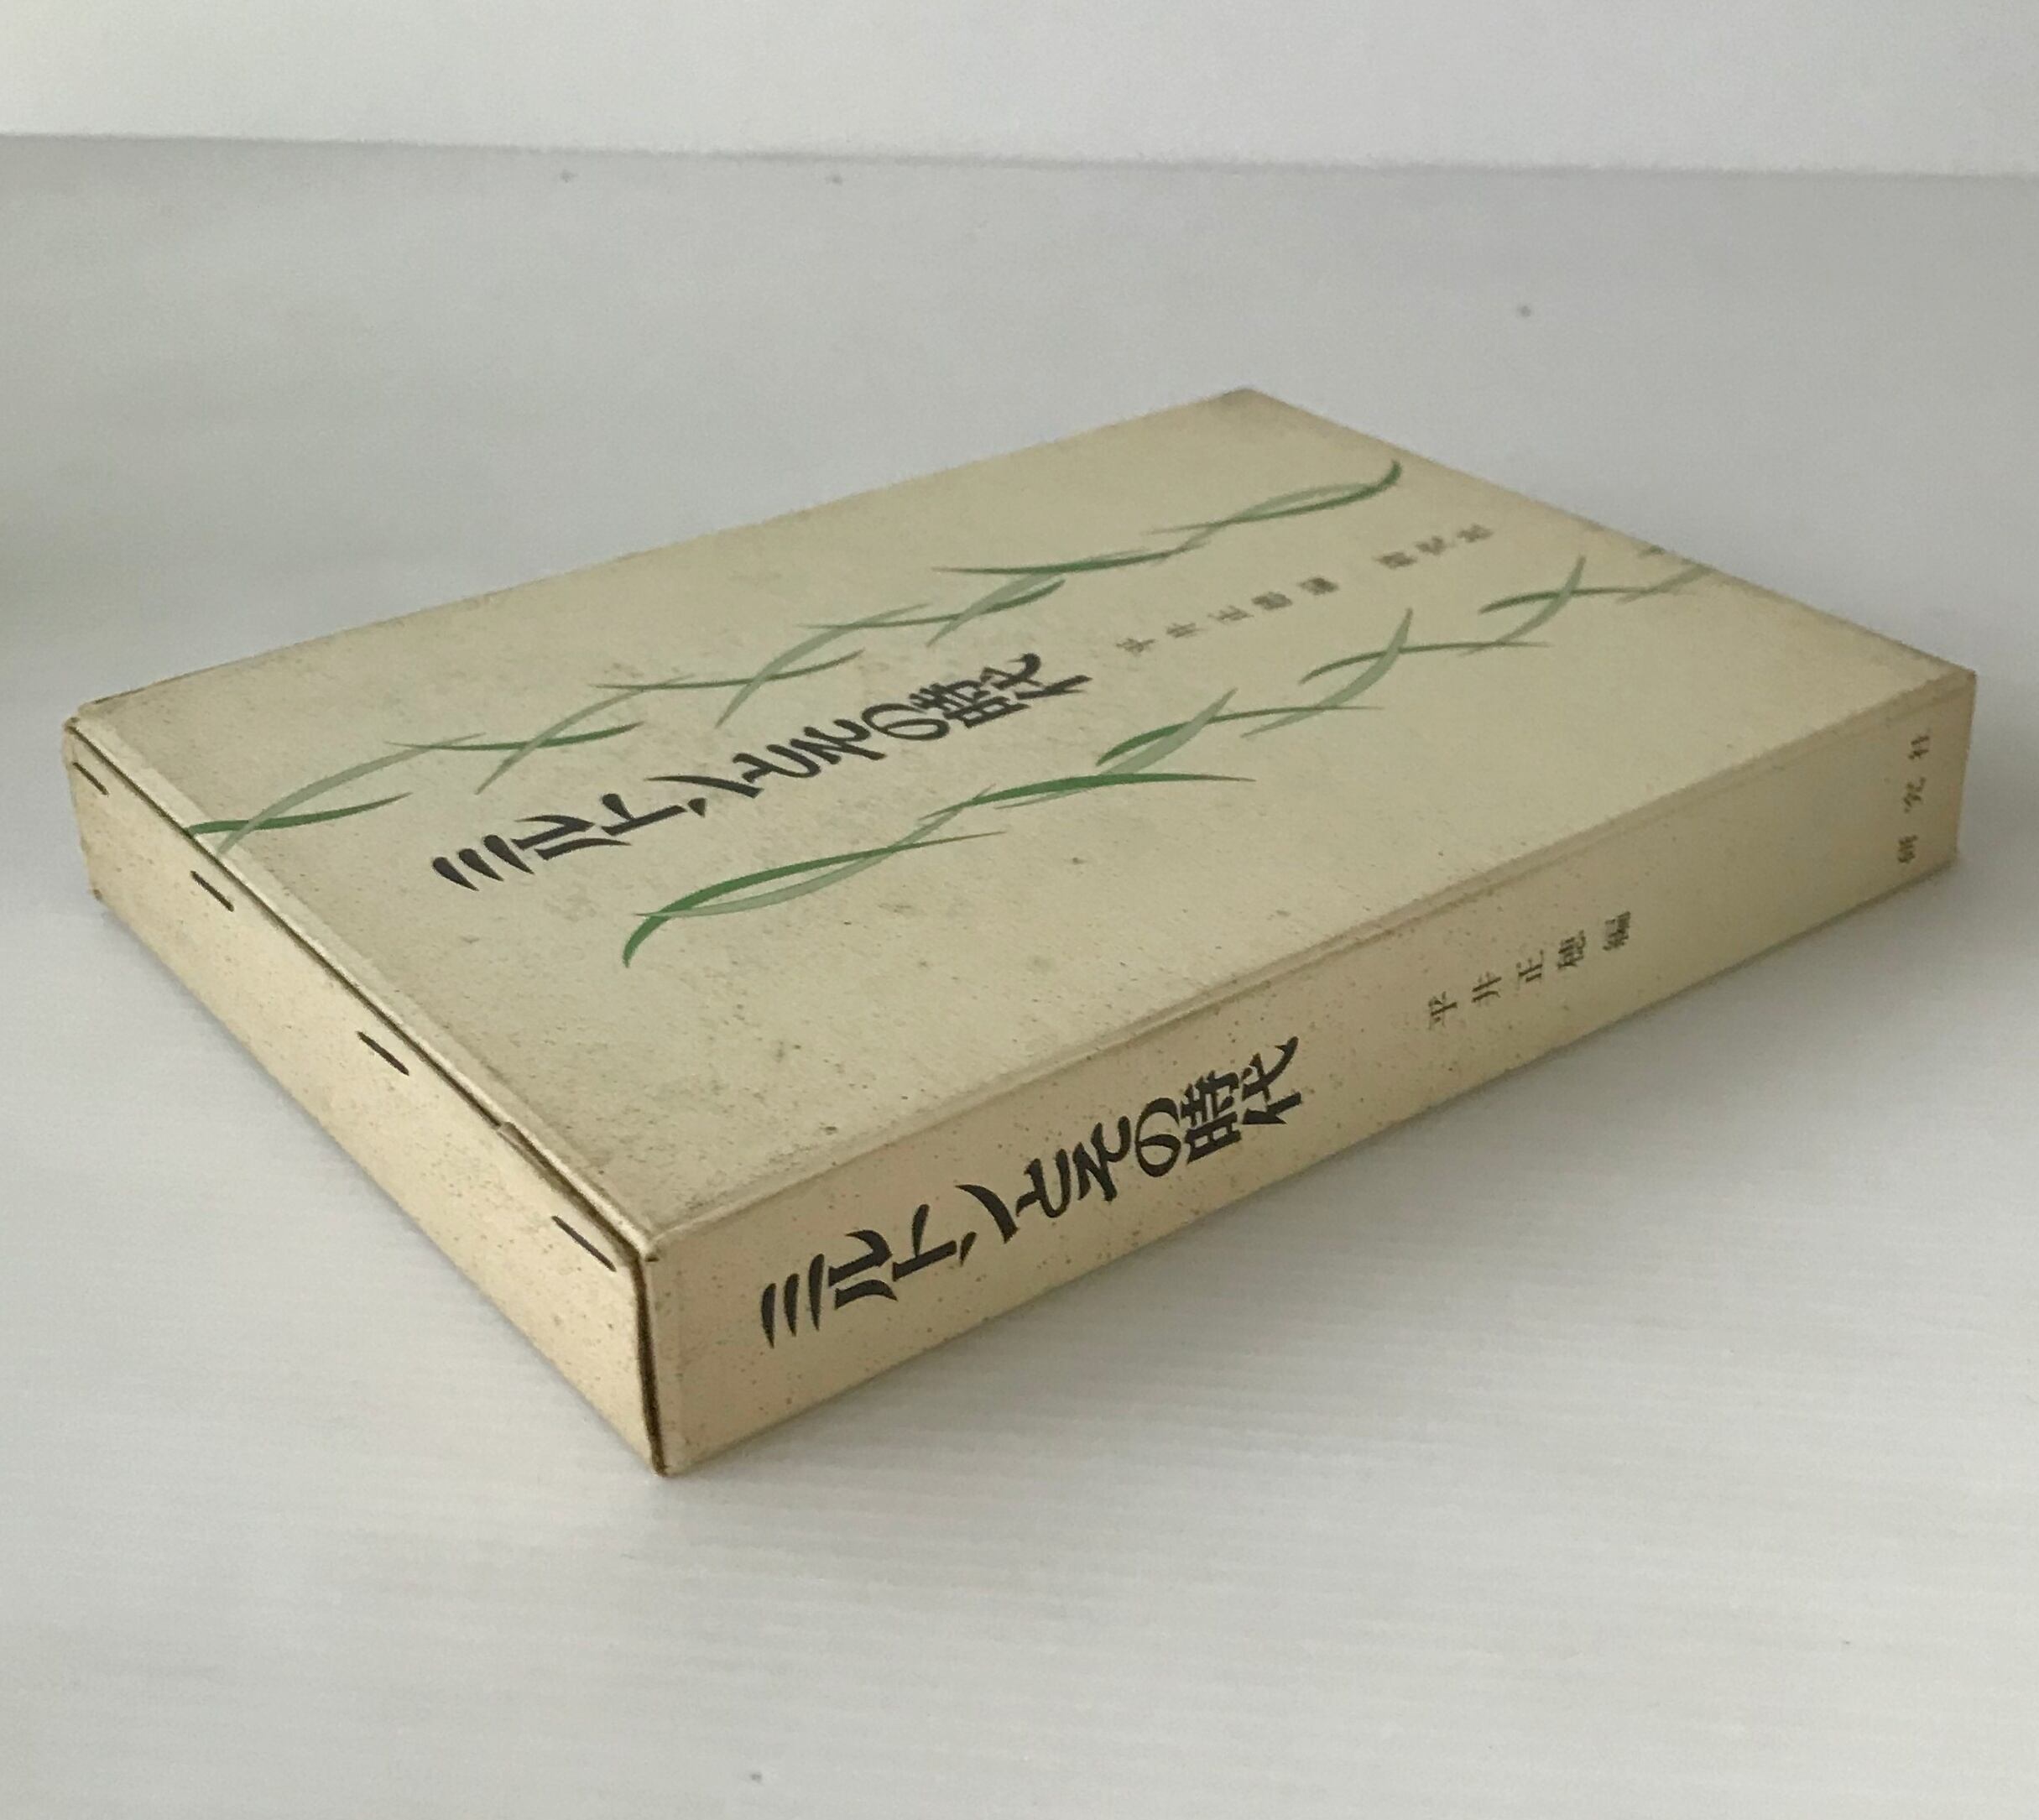 ミルトンとその時代
平井正穂編 研究社
ミルトンとその時代
平井正穂編
研究社